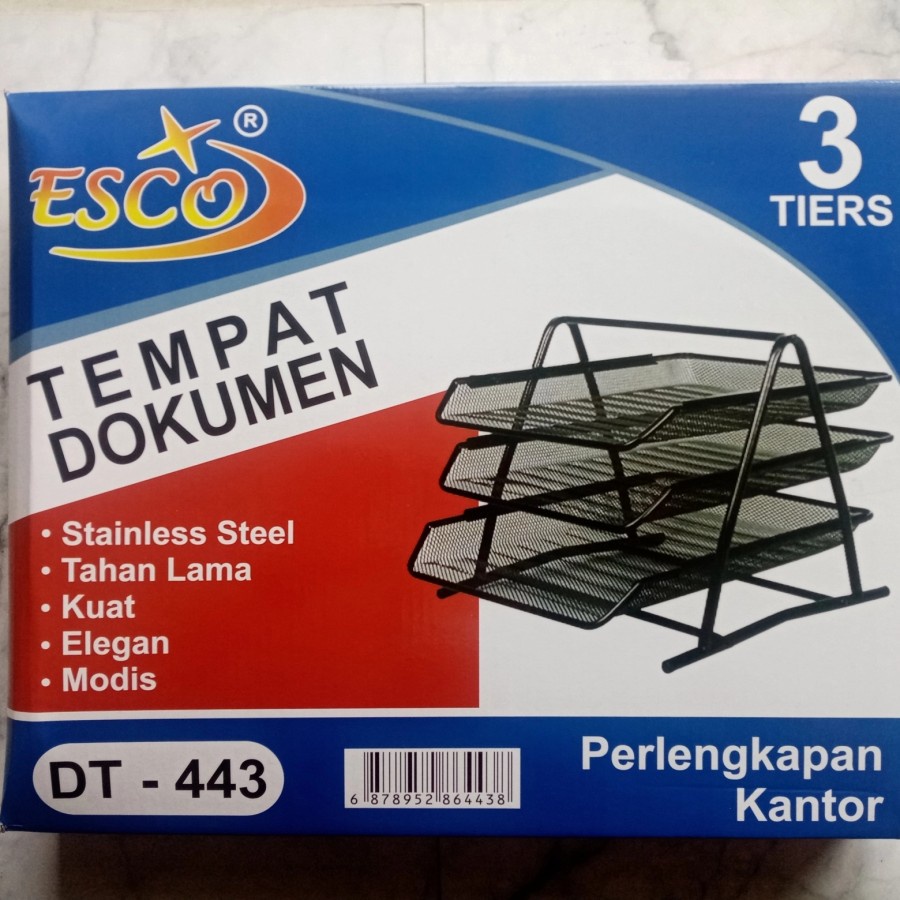 ESCO ®
3
TIERS
TEMPAT
DOKUMEN
• Stainless Steel
• Tahan Lama
• Kuat
• Elegan
• Modis
DT - 443
6 878952 864438
Perlengkapan
Kantor